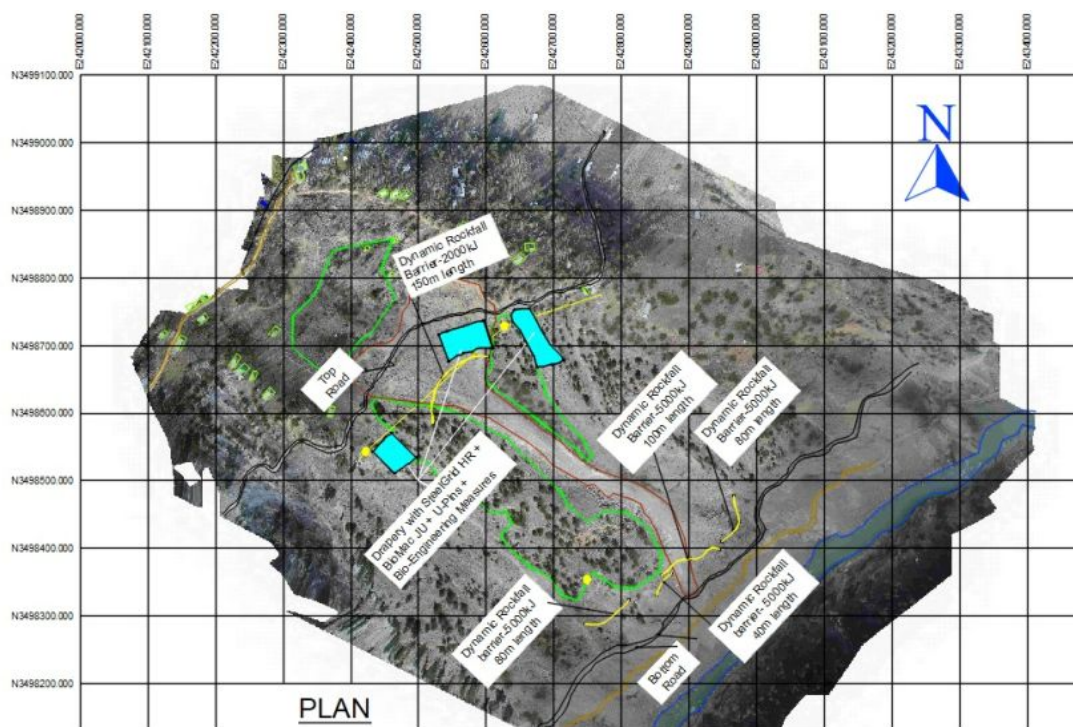 E242000.000
E242100.000
E242200.000
E242300.000
E242400.000
E242500.000
E242600.000
E242700.000
E242800.000
E242900.000
E243000.000
E243100.000
E243200.000
E243300.000
E243400.000
N3499100.000
N3499000.000
N3498900.000
N3498800.000
N3498700.000
N3498600.000
N3498500.000
N3498400.000
N3498300.000
N3498200.000
N
Dynamic Rockfall
Barrier-2000kJ
150m length
Top
Road
Dynamic Rockfall
Barrier-5000kJ
100m length
Dynamic Rockfall
Barrier-5000kJ
80m length
Drapery with SteelGrid HR +
BioMac JU + U-Pins +
Bio-Engineering Measures
Dynamic Rockfall
barrier-5000kJ
80m length
Dynamic Rockfall
barrier- 5000kJ
40m length
Bottom
Road
PLAN